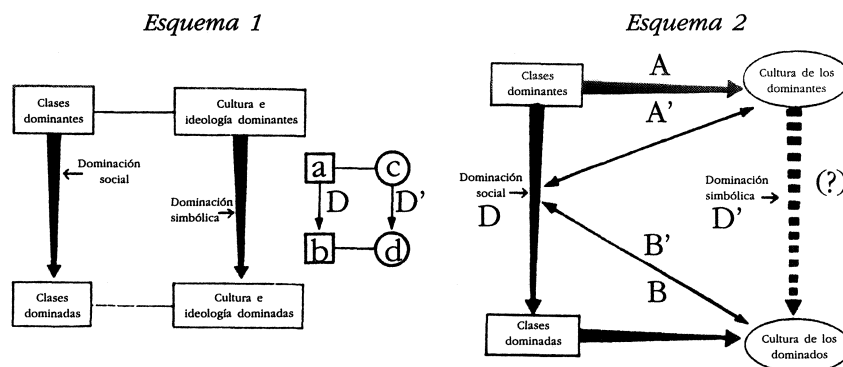 Esquema 1
Clases
dominantes
Cultura e
ideología dominantes
Dominación
social
Dominación
simbólica
Clases
dominadas
Cultura e
ideología dominadas
a
c
D
D'
b
d
Esquema 2
Clases
dominantes
A
A'
Cultura de los
dominantes
Dominación
social
D
Dominación
simbólica
D'
(?)
B'
B
Clases
dominadas
Cultura de los
dominados